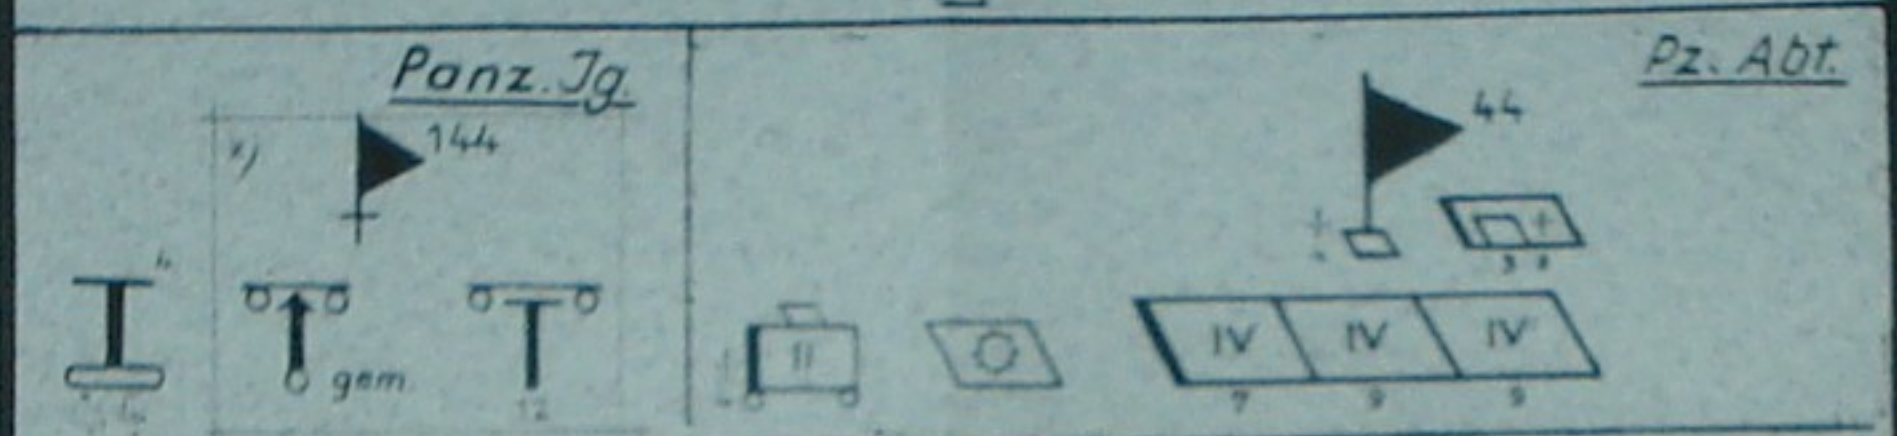 Panz. Jg.
x) 144
gem.
12
Pz. Abt.
44
II
IV IV IV
7 9 9